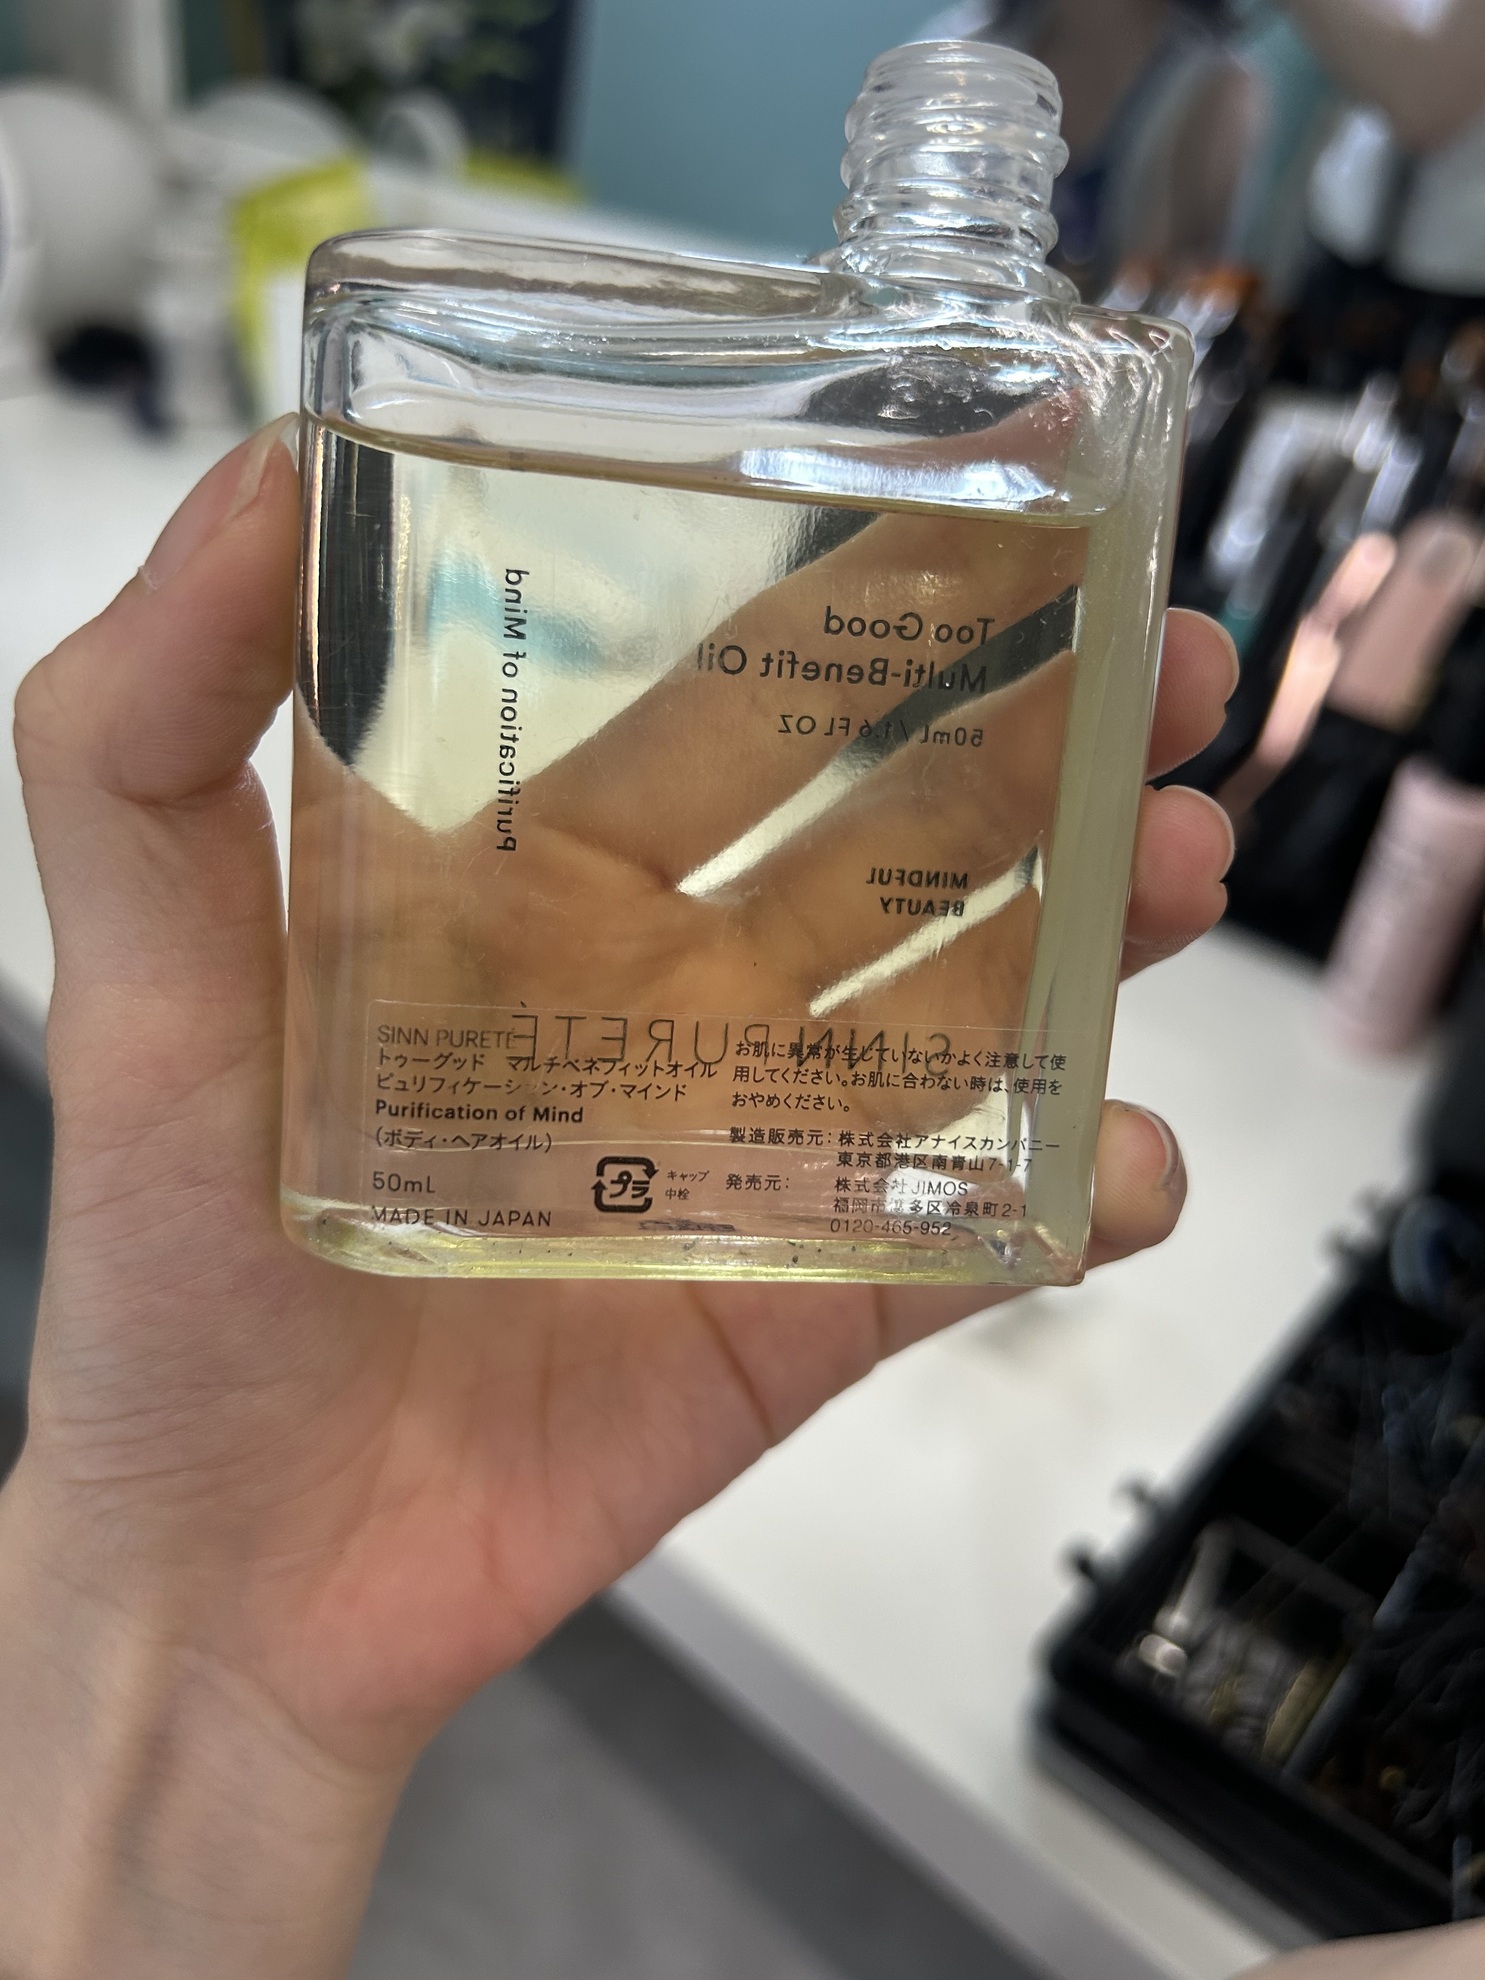 Too Good
Multi-Benefit Oil
50mL / 1.6 FL OZ
Purification of Mind
MINDFUL
BEAUTY
SINN PURETÉ
SINN PURETÉ
トゥーグッド マルチベネフィットオイル
ピュリフィケーション・オブ・マインド
Purification of Mind
(ボディ・ヘアオイル)
50mL
MADE IN JAPAN
プラ
キャップ
中栓
お肌に異常が生じていないかよく注意して使
用してください。お肌に合わない時は、使用を
おやめください。
製造販売元: 株式会社アナイスカンパニー
東京都港区南青山7-1-7
発売元: 株式会社JIMOS
福岡市博多区冷泉町2-1
0120-465-952